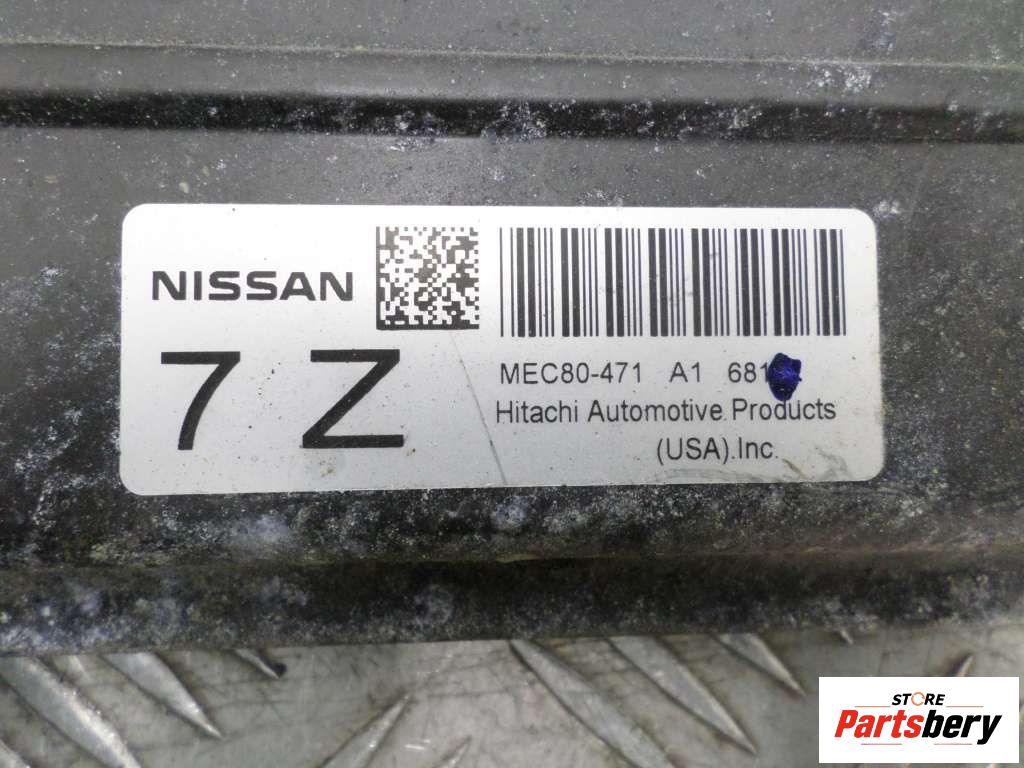 NISSAN
7 Z
MEC80-471 A1
Hitachi Automotive Products
(USA).Inc.
STORE
Partsbery